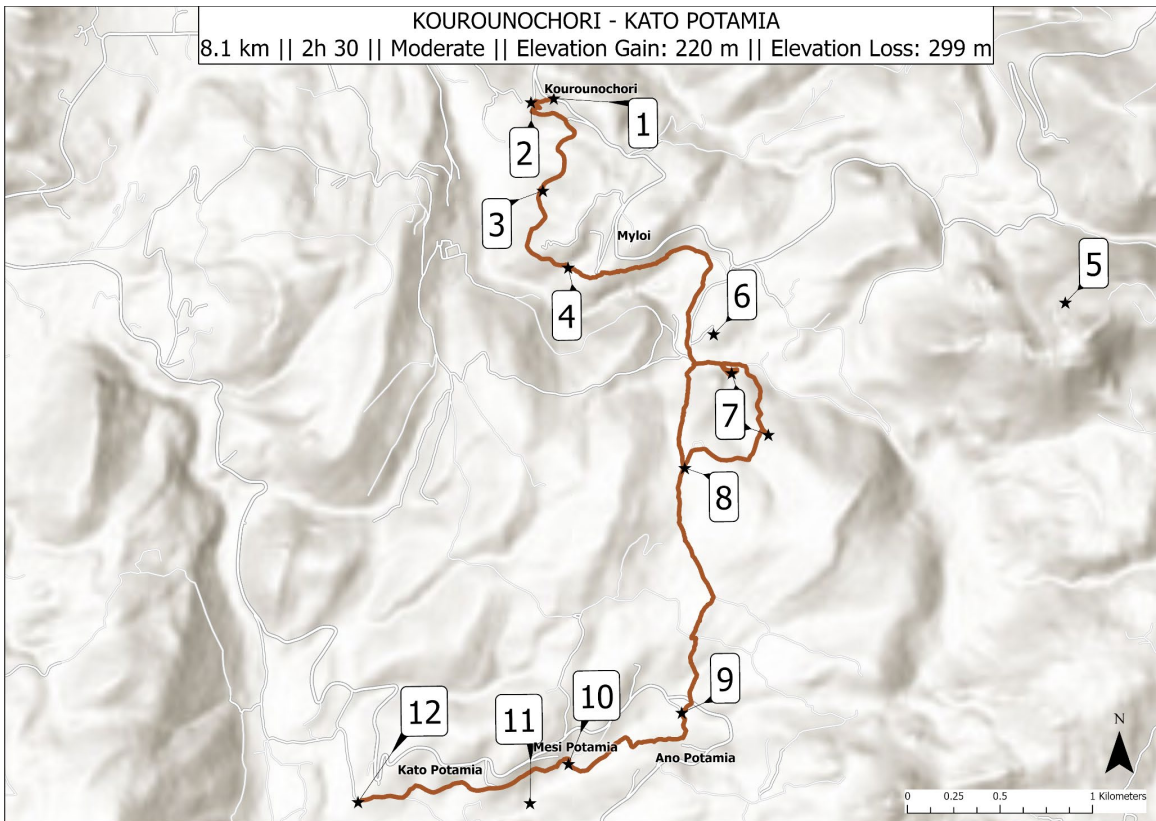 KOUROUNOCHORI - KATO POTAMIA
8.1 km || 2h 30 || Moderate || Elevation Gain: 220 m || Elevation Loss: 299 m
Kourounochori
1
2
3
Myloi
4
5
6
7
8
9
10
11
12
Mesi Potamia
Ano Potamia
Kato Potamia
N
0 0.25 0.5 1 Kilometers